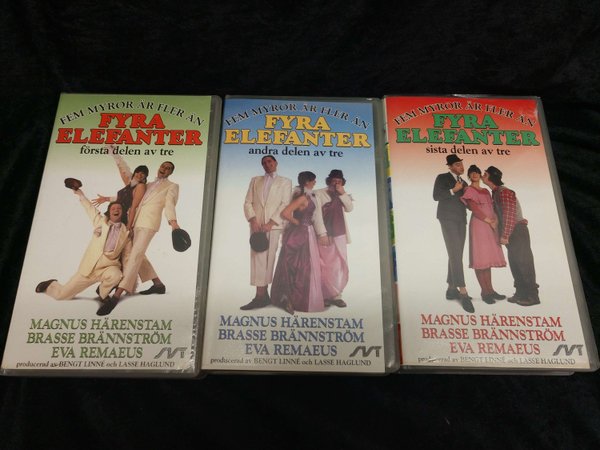 FEM MYROR ÄR FLER ÄN
FYRA
ELEFANTER
första delen av tre
MAGNUS HÄRENSTAM
BRASSE BRÄNNSTRÖM
EVA REMAEUS
SVT
producerad av BENGT LINNÉ och LASSE HAGLUND
FEM MYROR ÄR FLER ÄN
FYRA
ELEFANTER
andra delen av tre
MAGNUS HÄRENSTAM
BRASSE BRÄNNSTRÖM
EVA REMAEUS
SVT
producerad av BENGT LINNÉ och LASSE HAGLUND
FEM MYROR ÄR FLER ÄN
FYRA
ELEFANTER
sista delen av tre
MAGNUS HÄRENSTAM
BRASSE BRÄNNSTRÖM
EVA REMAEUS
SVT
producerad av BENGT LINNÉ och LASSE HAGLUND